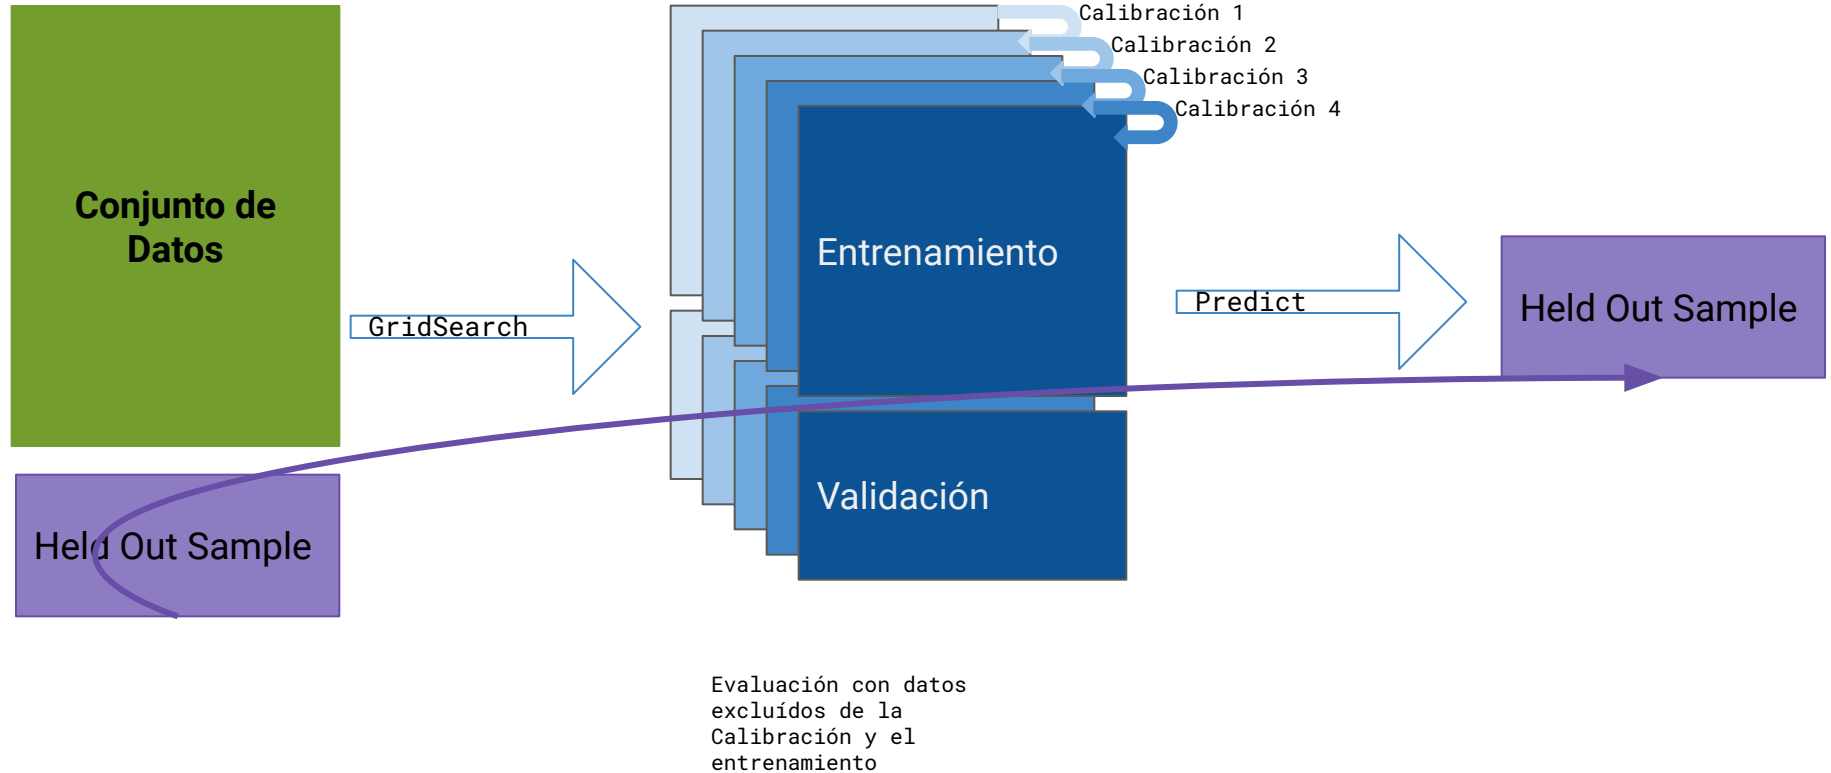 Conjunto de
Datos
Held Out Sample
GridSearch
Calibración 1
Calibración 2
Calibración 3
Calibración 4
Entrenamiento
Validación
Predict
Held Out Sample
Evaluación con datos
excluídos de la
Calibración y el
entrenamiento